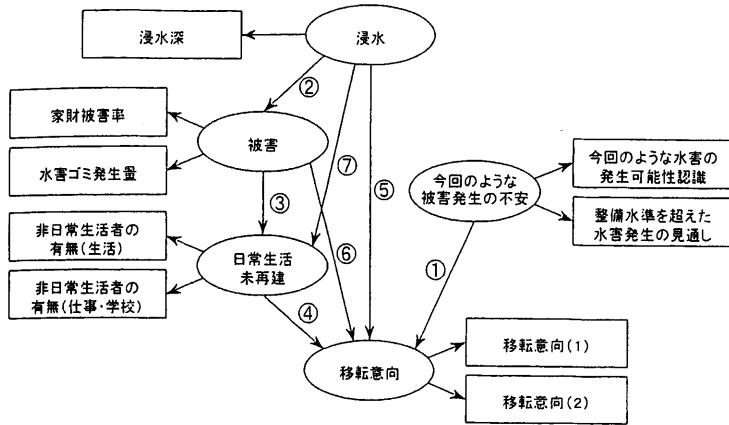 浸水深
浸水
②
家財被害率
被害
水害ゴミ発生量
⑦
⑤
今回のような
被害発生の不安
今回のような水害の
発生可能性認識
整備水準を超えた
水害発生の見通し
③
⑥
①
非日常生活者の
有無(生活)
日常生活
未再建
非日常生活者の
有無(仕事・学校)
④
移転意向
移転意向(1)
移転意向(2)